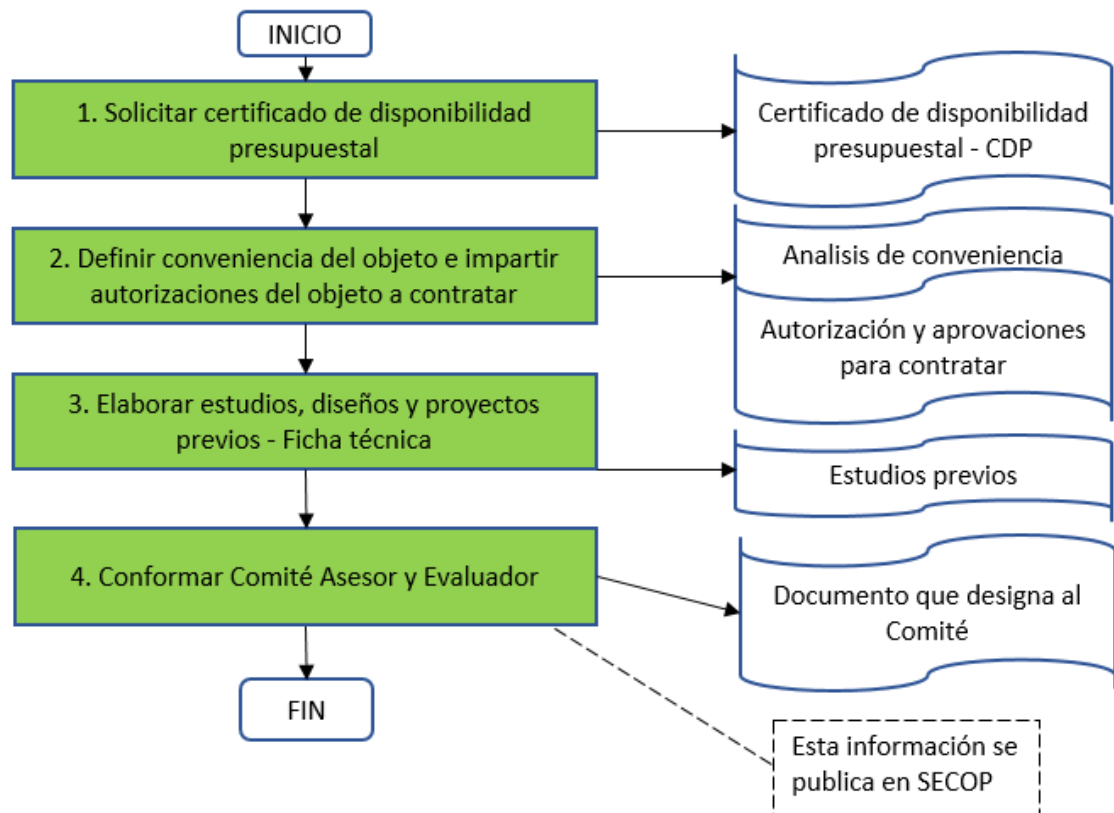 INICIO
1. Solicitar certificado de disponibilidad
presupuestal
Certificado de disponibilidad
presupuestal - CDP
2. Definir conveniencia del objeto e impartir
autorizaciones del objeto a contratar
Analisis de conveniencia
Autorización y aprovaciones
para contratar
3. Elaborar estudios, diseños y proyectos
previos - Ficha técnica
Estudios previos
4. Conformar Comité Asesor y Evaluador
Documento que designa al
Comité
FIN
Esta información se
publica en SECOP